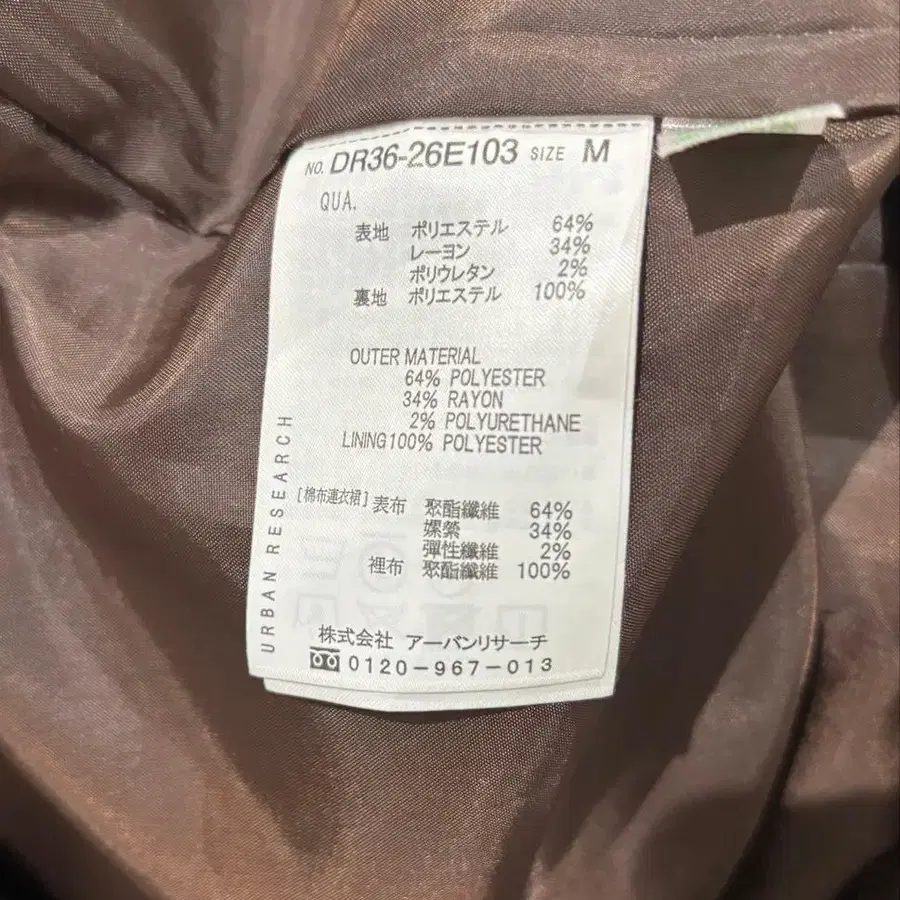 NO. DR36-26E103 SIZE M
QUA.
表地 ポリエステル 64%
レーヨン 34%
ポリウレタン 2%
裏地 ポリエステル 100%
OUTER MATERIAL
64% POLYESTER
34% RAYON
2% POLYURETHANE
LINING100% POLYESTER
[棉布連衣裙] 表布 聚酯纖維 64%
嫘縈 34%
彈性纖維 2%
裡布 聚酯纖維 100%
URBAN RESEARCH
株式会社 アーバンリサーチ
0120-967-013